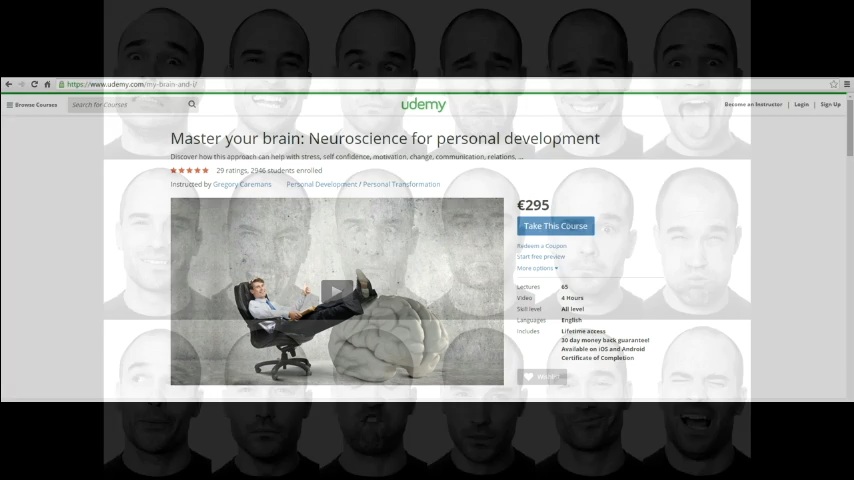 https://www.udemy.com/my-brain-and-i/
Browse Courses
Search for Courses
udemy
Become an Instructor
Login
Sign Up
Master your brain: Neuroscience for personal development
Discover how this approach can help with stress, self confidence, motivation, change, communication, relations, ...
29 ratings, 2946 students enrolled
Instructed by Gregory Caremans Personal Development / Personal Transformation
€295
Take This Course
Redeem a Coupon
Start free preview
More options
Lectures 65
Video 4 Hours
Skill level All level
Languages English
Includes Lifetime access
30 day money back guarantee!
Available on iOS and Android
Certificate of Completion
Wishlist